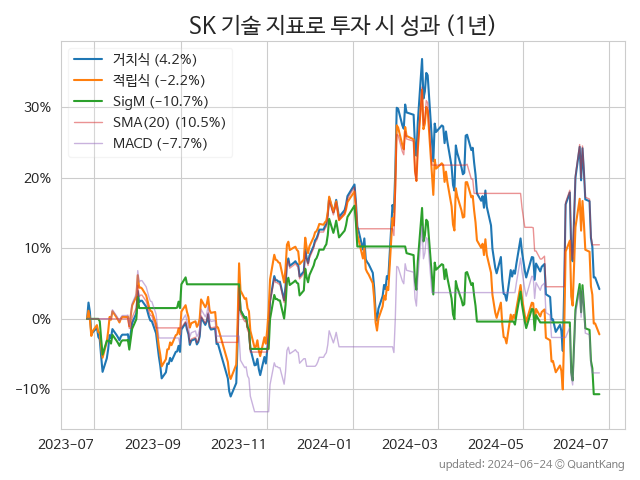 SK 기술 지표로 투자 시 성과 (1년)
거치식 (4.2%)
적립식 (−2.2%)
SigM (−10.7%)
SMA(20) (10.5%)
MACD (−7.7%)
30%
20%
10%
0%
−10%
2023-07 2023-09 2023-11 2024-01 2024-03 2024-05 2024-07
updated: 2024-06-24 © QuantKang